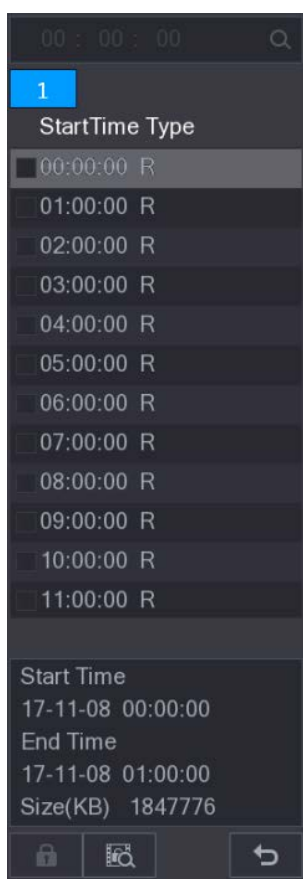 00 : 00 : 00
1
StartTime Type
00:00:00 R
01:00:00 R
02:00:00 R
03:00:00 R
04:00:00 R
05:00:00 R
06:00:00 R
07:00:00 R
08:00:00 R
09:00:00 R
10:00:00 R
11:00:00 R
Start Time
17-11-08 00:00:00
End Time
17-11-08 01:00:00
Size(KB) 1847776